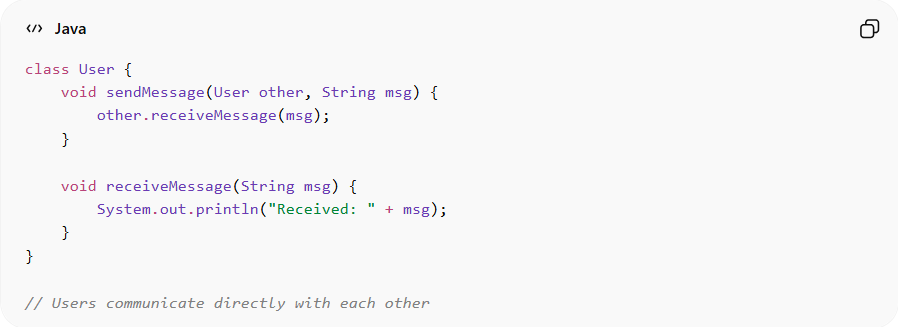 </> Java
class User {
    void sendMessage(User other, String msg) {
        other.receiveMessage(msg);
    }
    void receiveMessage(String msg) {
        System.out.println("Received: " + msg);
    }
}
// Users communicate directly with each other